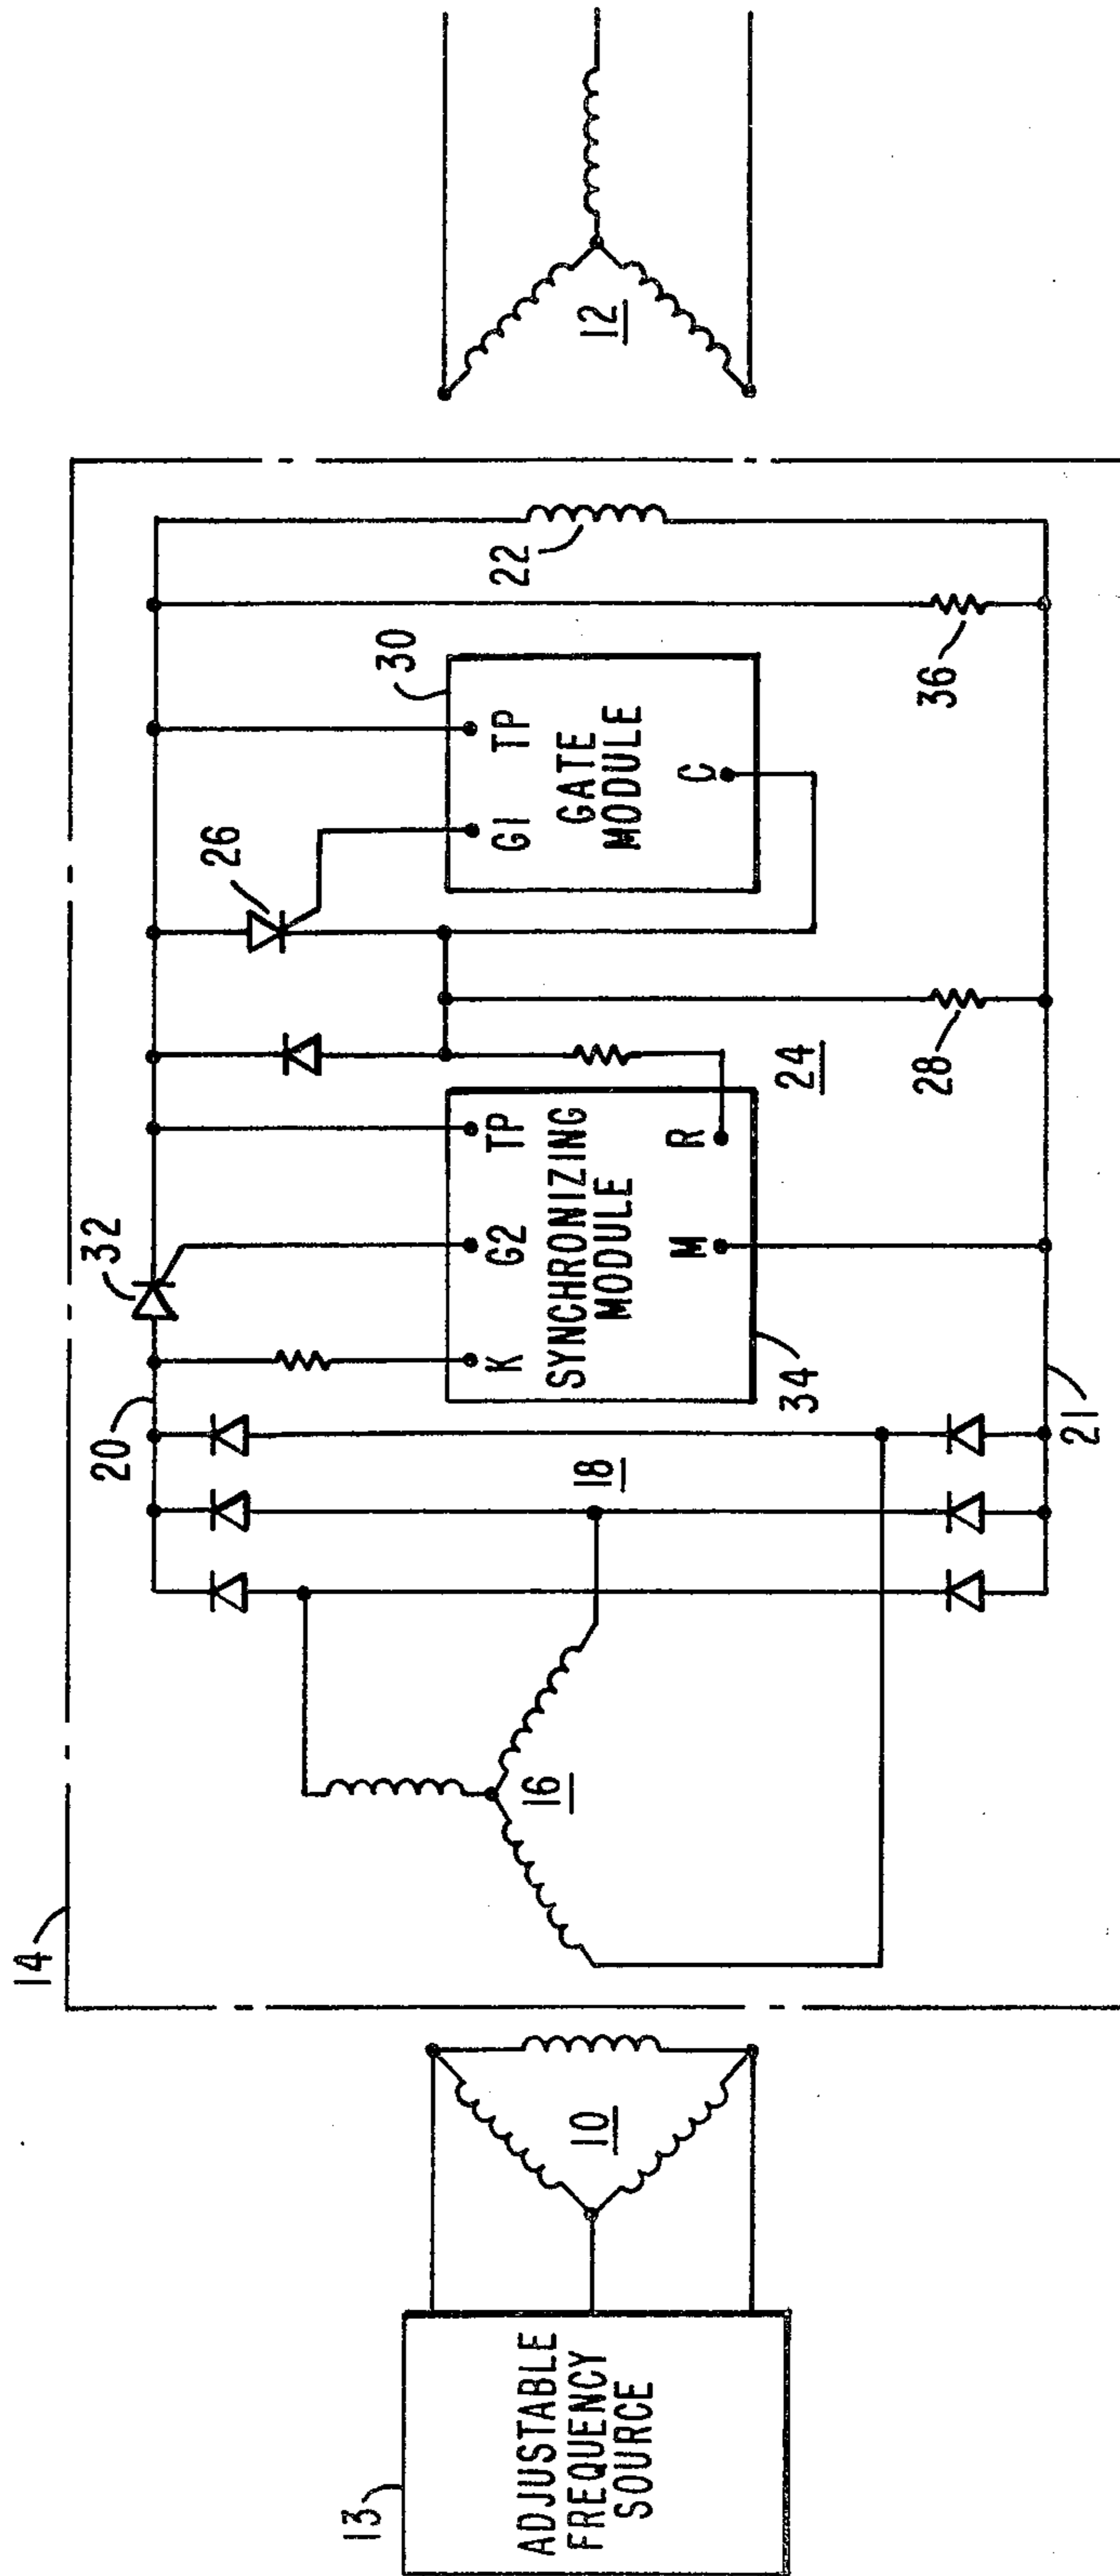 14
13
ADJUSTABLE
FREQUENCY
SOURCE
10
16
18
20
21
32
K
G2
TP
SYNCHRONIZING
MODULE
M
R
34
24
26
28
30
G1
TP
GATE
MODULE
C
36
22
12